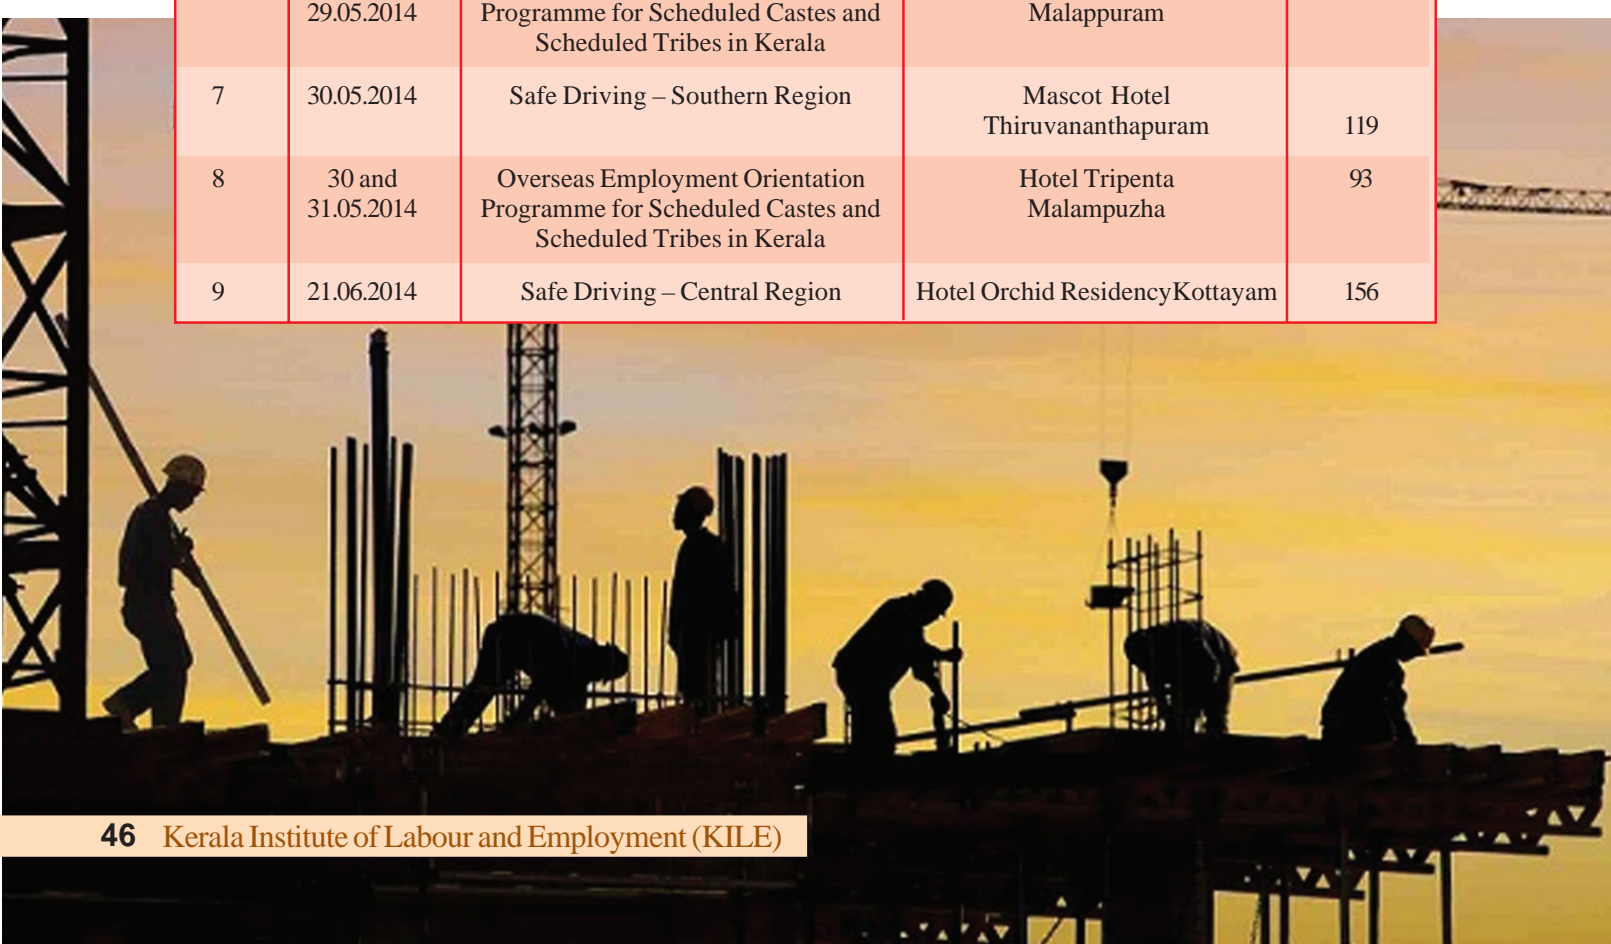 29.05.2014 Programme for Scheduled Castes and Malappuram
Scheduled Tribes in Kerala
7 30.05.2014 Safe Driving – Southern Region Mascot Hotel
Thiruvananthapuram 119
8 30 and Overseas Employment Orientation Hotel Tripenta 93
31.05.2014 Programme for Scheduled Castes and Malampuzha
Scheduled Tribes in Kerala
9 21.06.2014 Safe Driving – Central Region Hotel Orchid ResidencyKottayam 156
46 Kerala Institute of Labour and Employment (KILE)